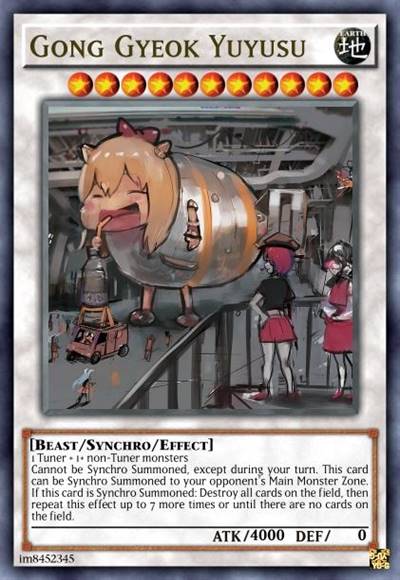 Gong Gyeok Yuyusu
EARTH
地
[Beast/Synchro/Effect]
1 Tuner + 1+ non-Tuner monsters
Cannot be Synchro Summoned, except during your turn. This card
can be Synchro Summoned to your opponent's Main Monster Zone.
If this card is Synchro Summoned: Destroy all cards on the field, then
repeat this effect up to 7 more times or until there are no cards on
the field.
ATK/4000 DEF/ 0
im8452345